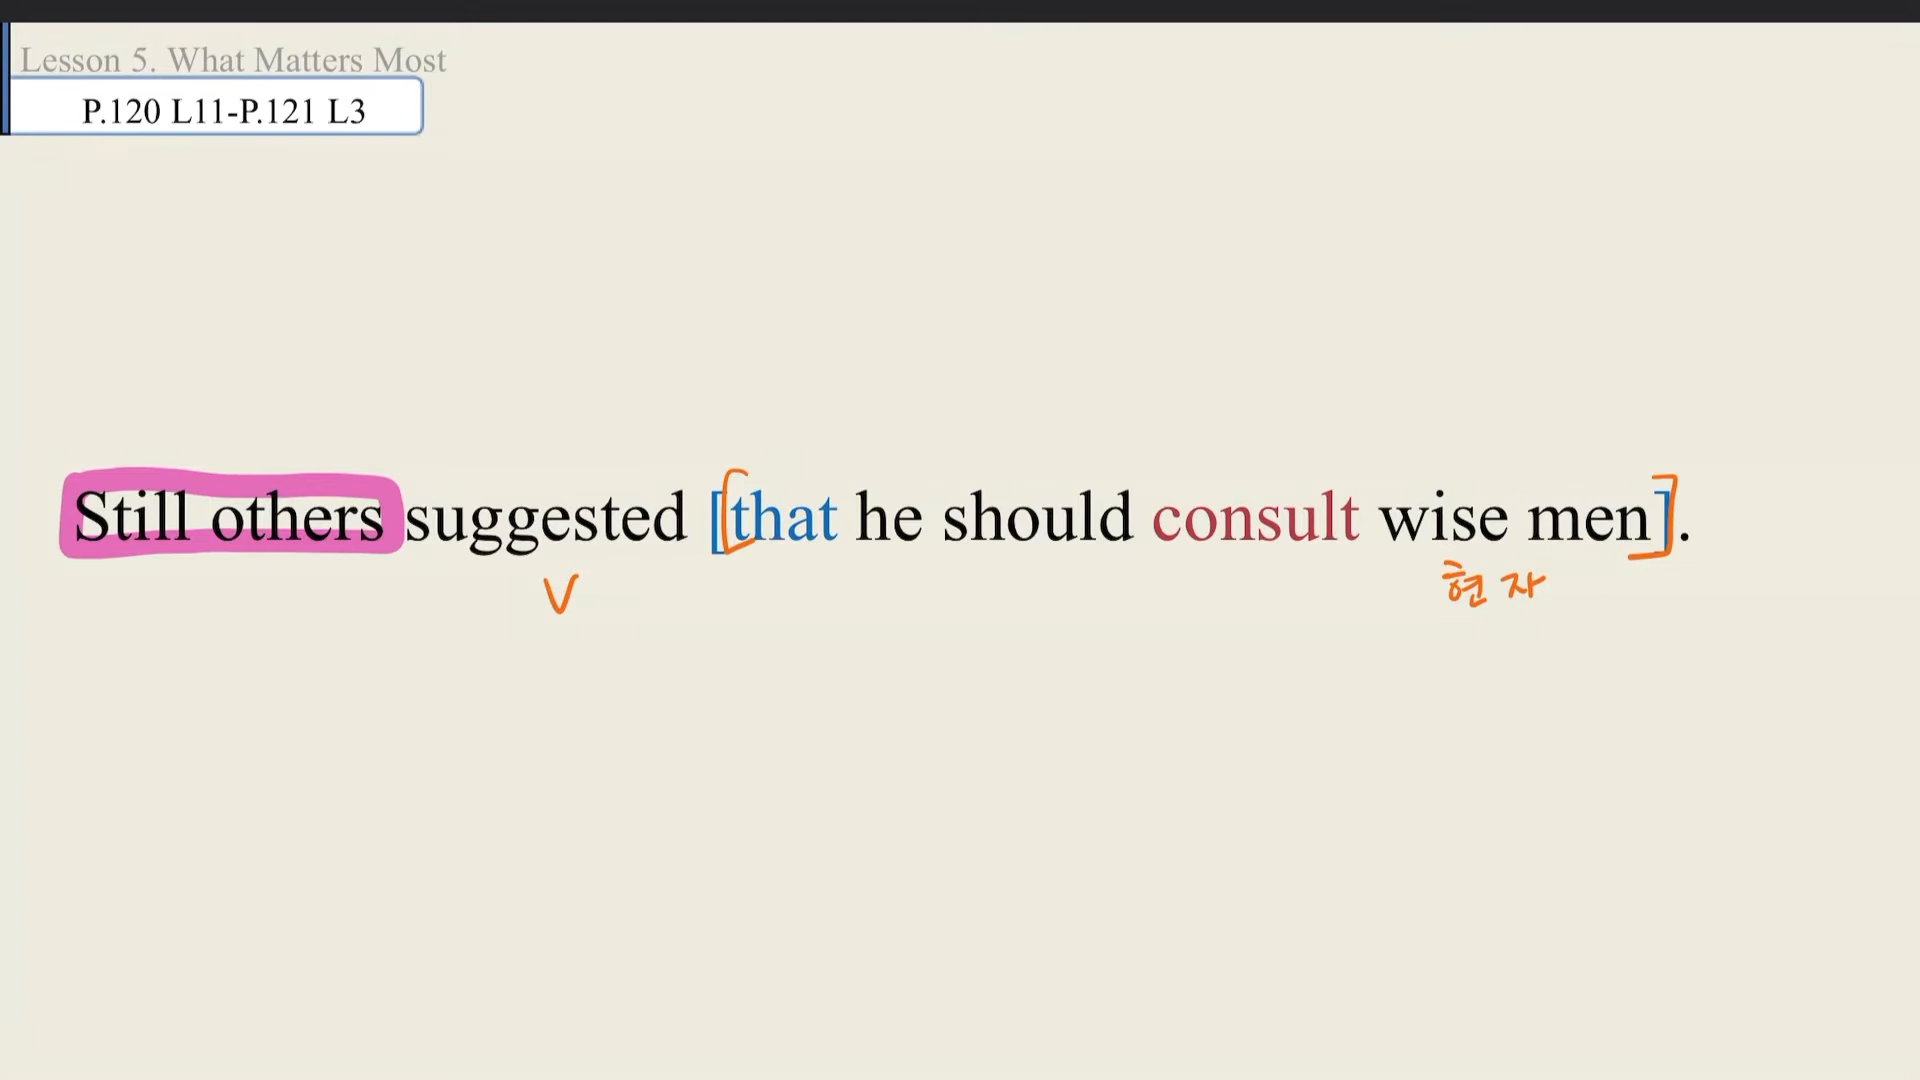 Lesson 5. What Matters Most
P.120 L11-P.121 L3
Still others suggested [that he should consult wise men].
V 현자